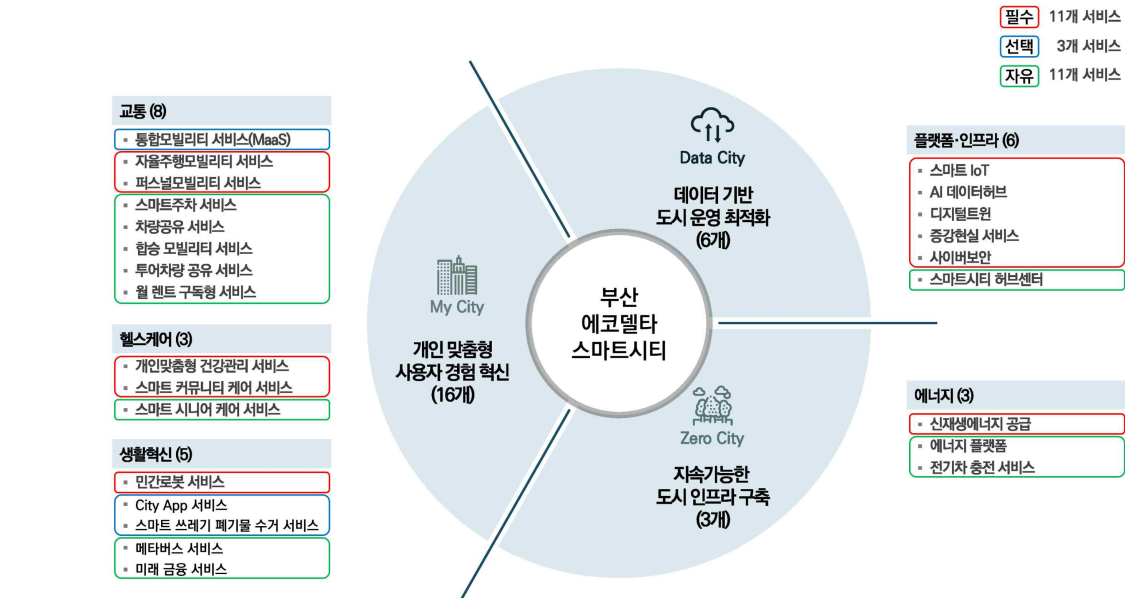 필수 11개 서비스
선택 3개 서비스
자유 11개 서비스
교통 (8)
▪ 통합모빌리티 서비스(MaaS)
▪ 자율주행모빌리티 서비스
▪ 퍼스널모빌리티 서비스
▪ 스마트주차 서비스
▪ 차량공유 서비스
▪ 합승 모빌리티 서비스
▪ 투어차량 공유 서비스
▪ 월 렌트 구독형 서비스
헬스케어 (3)
▪ 개인맞춤형 건강관리 서비스
▪ 스마트 커뮤니티 케어 서비스
▪ 스마트 시니어 케어 서비스
생활혁신 (5)
▪ 민간로봇 서비스
▪ City App 서비스
▪ 스마트 쓰레기 폐기물 수거 서비스
▪ 메타버스 서비스
▪ 미래 금융 서비스
My City
개인 맞춤형
사용자 경험 혁신
(16개)
Data City
데이터 기반
도시 운영 최적화
(6개)
부산
에코델타
스마트시티
Zero City
지속가능한
도시 인프라 구축
(3개)
플랫폼·인프라 (6)
▪ 스마트 IoT
▪ AI 데이터허브
▪ 디지털트윈
▪ 증강현실 서비스
▪ 사이버보안
▪ 스마트시티 허브센터
에너지 (3)
▪ 신재생에너지 공급
▪ 에너지 플랫폼
▪ 전기차 충전 서비스